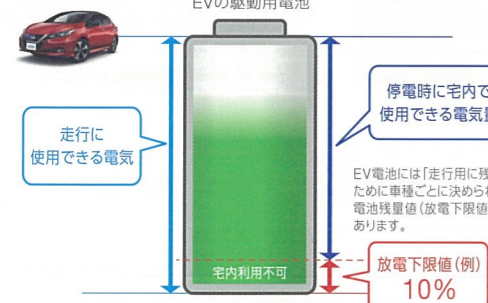 EVの駆動用電池
走行に
使用できる電気
停電時に宅内で
使用できる電気量
EV電池には「走行用に残
ために車種ごとに決められ
電池残量値(放電下限値
あります。
宅内利用不可
放電下限値(例)
10%